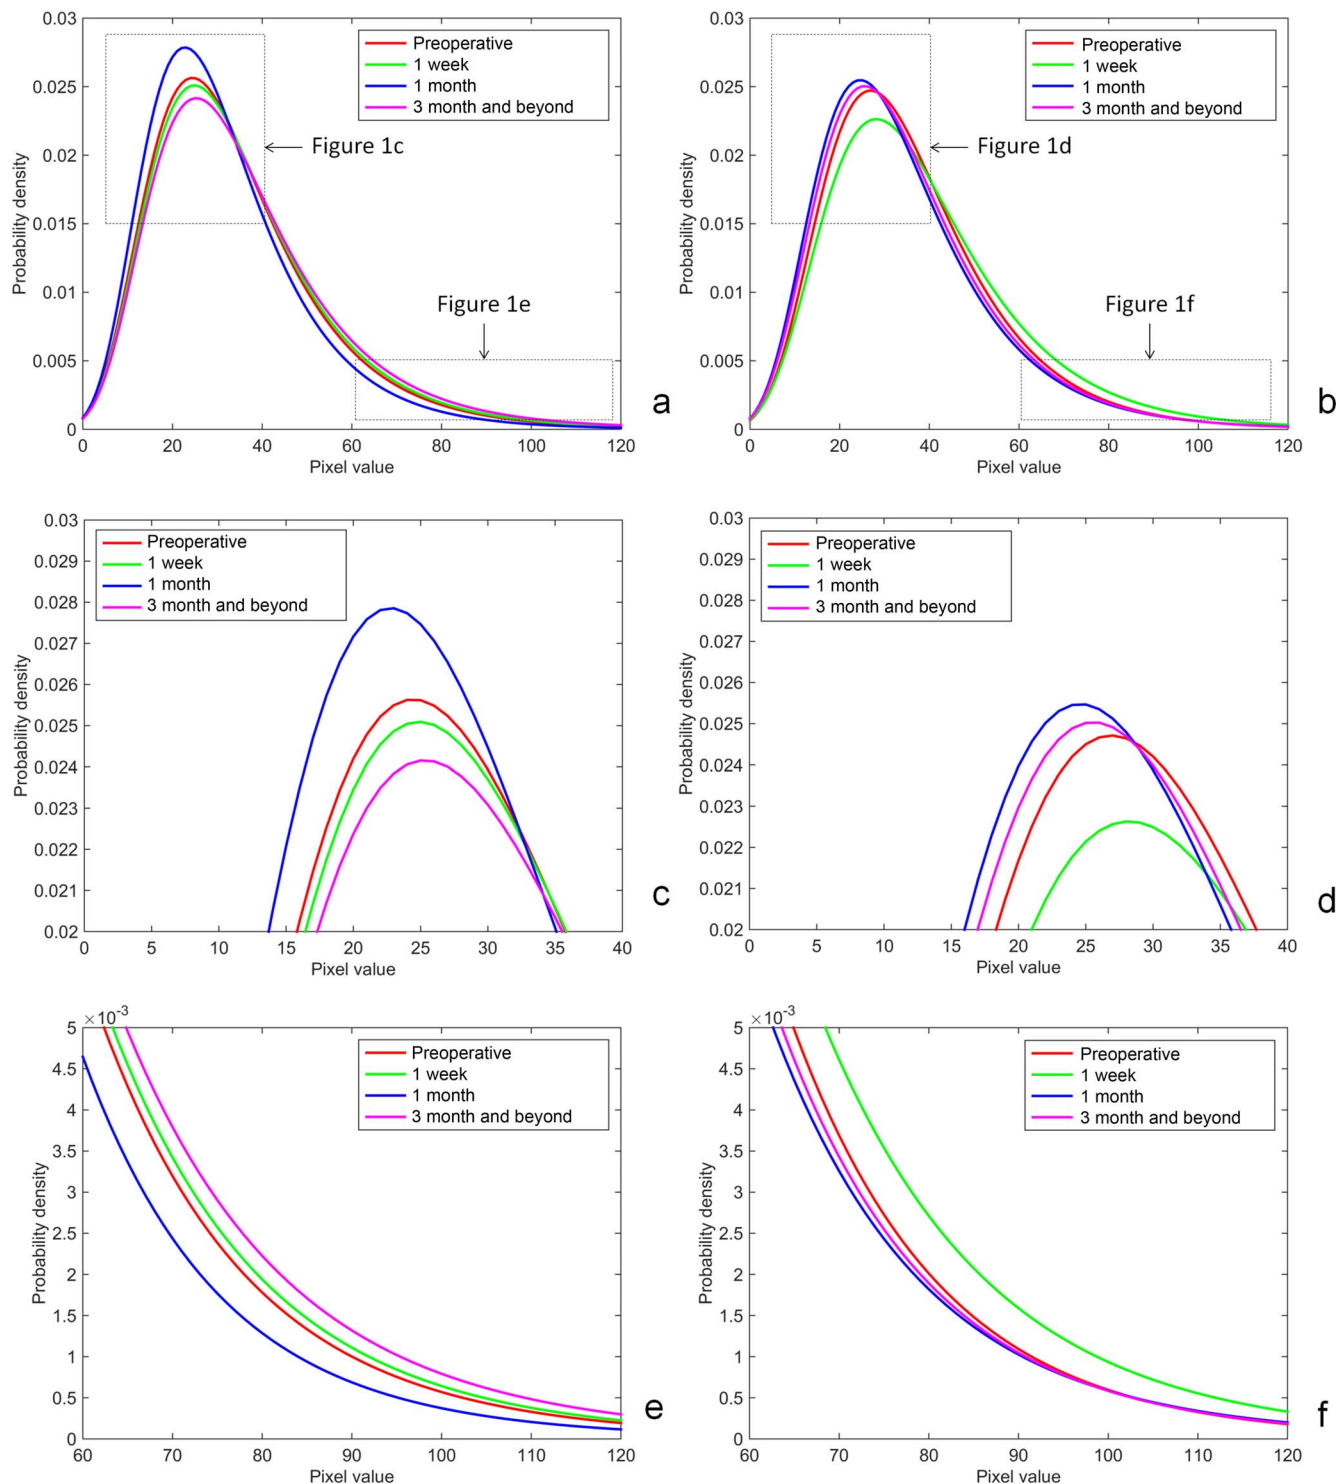 0.03
0.025
0.02
0.015
0.01
0.005
0
Probability density
Preoperative
1 week
1 month
3 month and beyond
Figure 1c
Figure 1e
0 20 40 60 80 100 120
Pixel value
a
0.03
0.025
0.02
0.015
0.01
0.005
0
Probability density
Preoperative
1 week
1 month
3 month and beyond
Figure 1d
Figure 1f
0 20 40 60 80 100 120
Pixel value
b
0.03
0.029
0.028
0.027
0.026
0.025
0.024
0.023
0.022
0.021
0.02
Probability density
Preoperative
1 week
1 month
3 month and beyond
0 5 10 15 20 25 30 35 40
Pixel value
c
0.03
0.029
0.028
0.027
0.026
0.025
0.024
0.023
0.022
0.021
0.02
Probability density
Preoperative
1 week
1 month
3 month and beyond
0 5 10 15 20 25 30 35 40
Pixel value
d
×10-3
5
4.5
4
3.5
3
2.5
2
1.5
1
0.5
0
Probability density
Preoperative
1 week
1 month
3 month and beyond
60 70 80 90 100 110 120
Pixel value
e
×10-3
5
4.5
4
3.5
3
2.5
2
1.5
1
0.5
0
Probability density
Preoperative
1 week
1 month
3 month and beyond
60 70 80 90 100 110 120
Pixel value
f